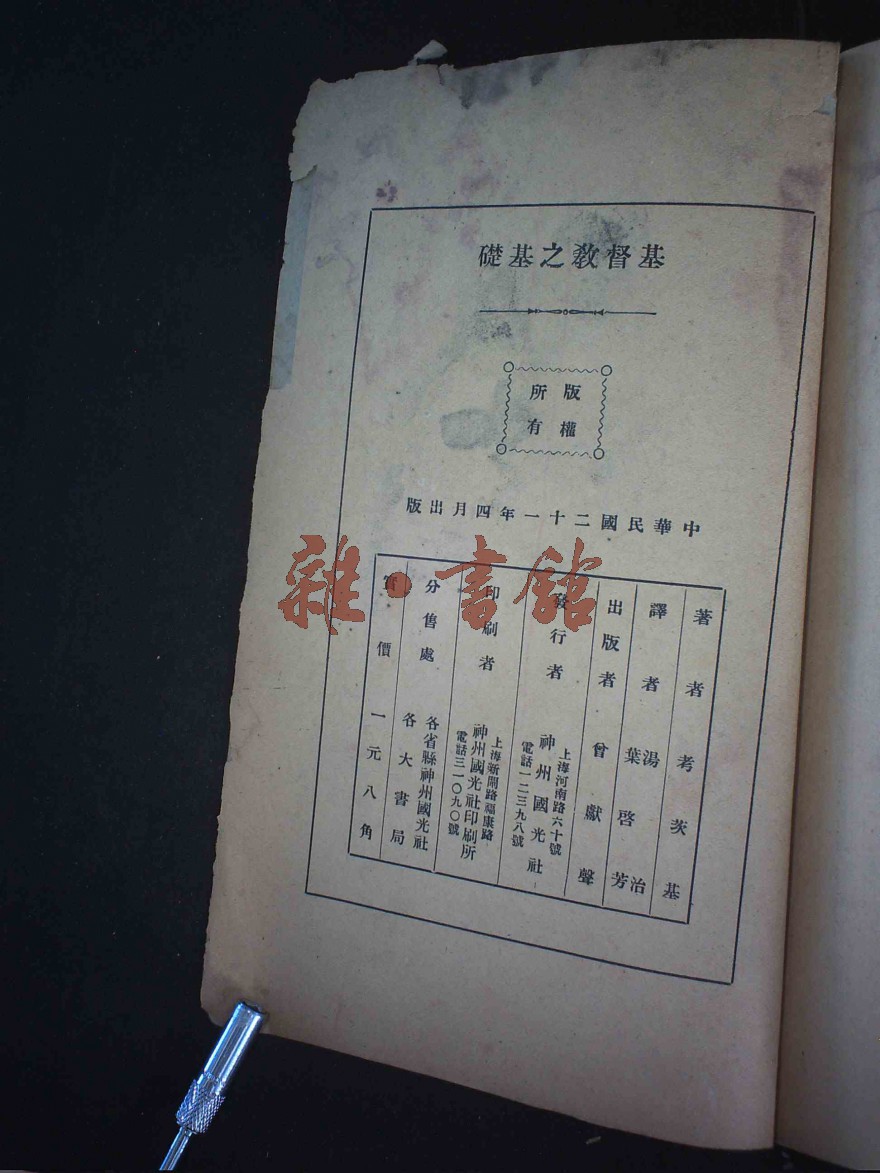 基督教之基礎
版權
所有
中華民國二十一年四月出版
著者 考茨基
譯者 湯治 葉啓芳
出版者 曾獻聲
發行者 上海河南路六十號 神州國光社 電話一二三九八號
印刷者 上海新閘路福康路 神州國光社印刷所 電話三一〇九〇號
分售處 各省縣神州國光社 各大書局
實價 一元八角
雜·書館